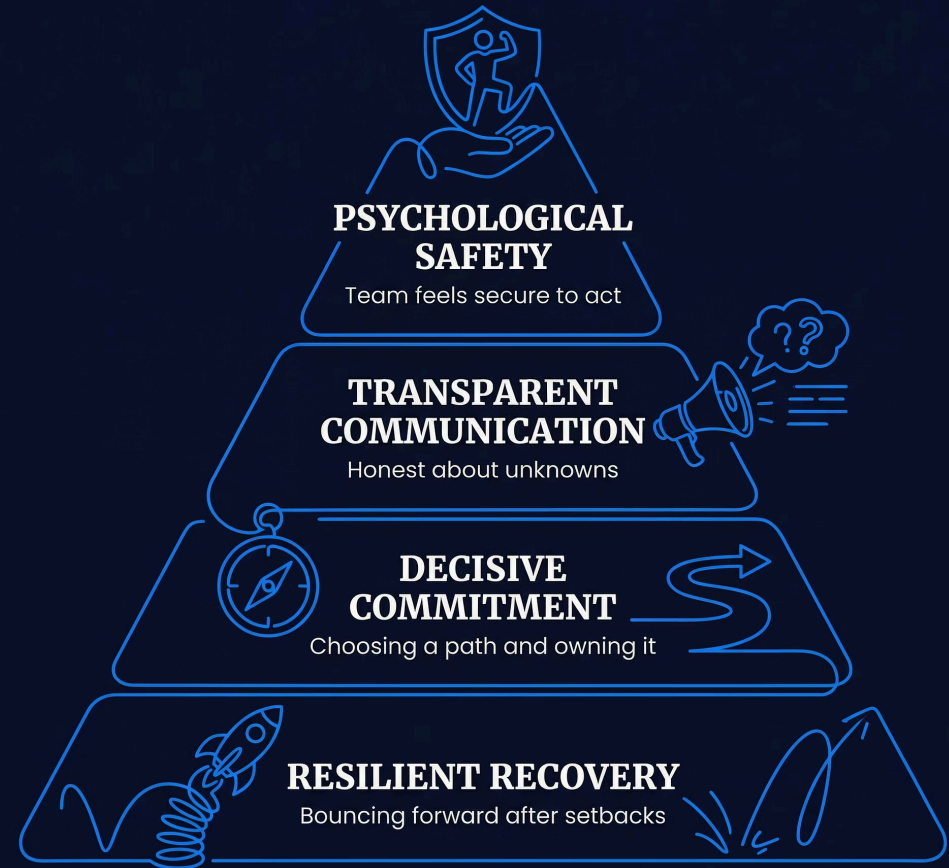 PSYCHOLOGICAL
SAFETY
Team feels secure to act
??
TRANSPARENT
COMMUNICATION
Honest about unknowns
DECISIVE
COMMITMENT
Choosing a path and owning it
RESILIENT RECOVERY
Bouncing forward after setbacks